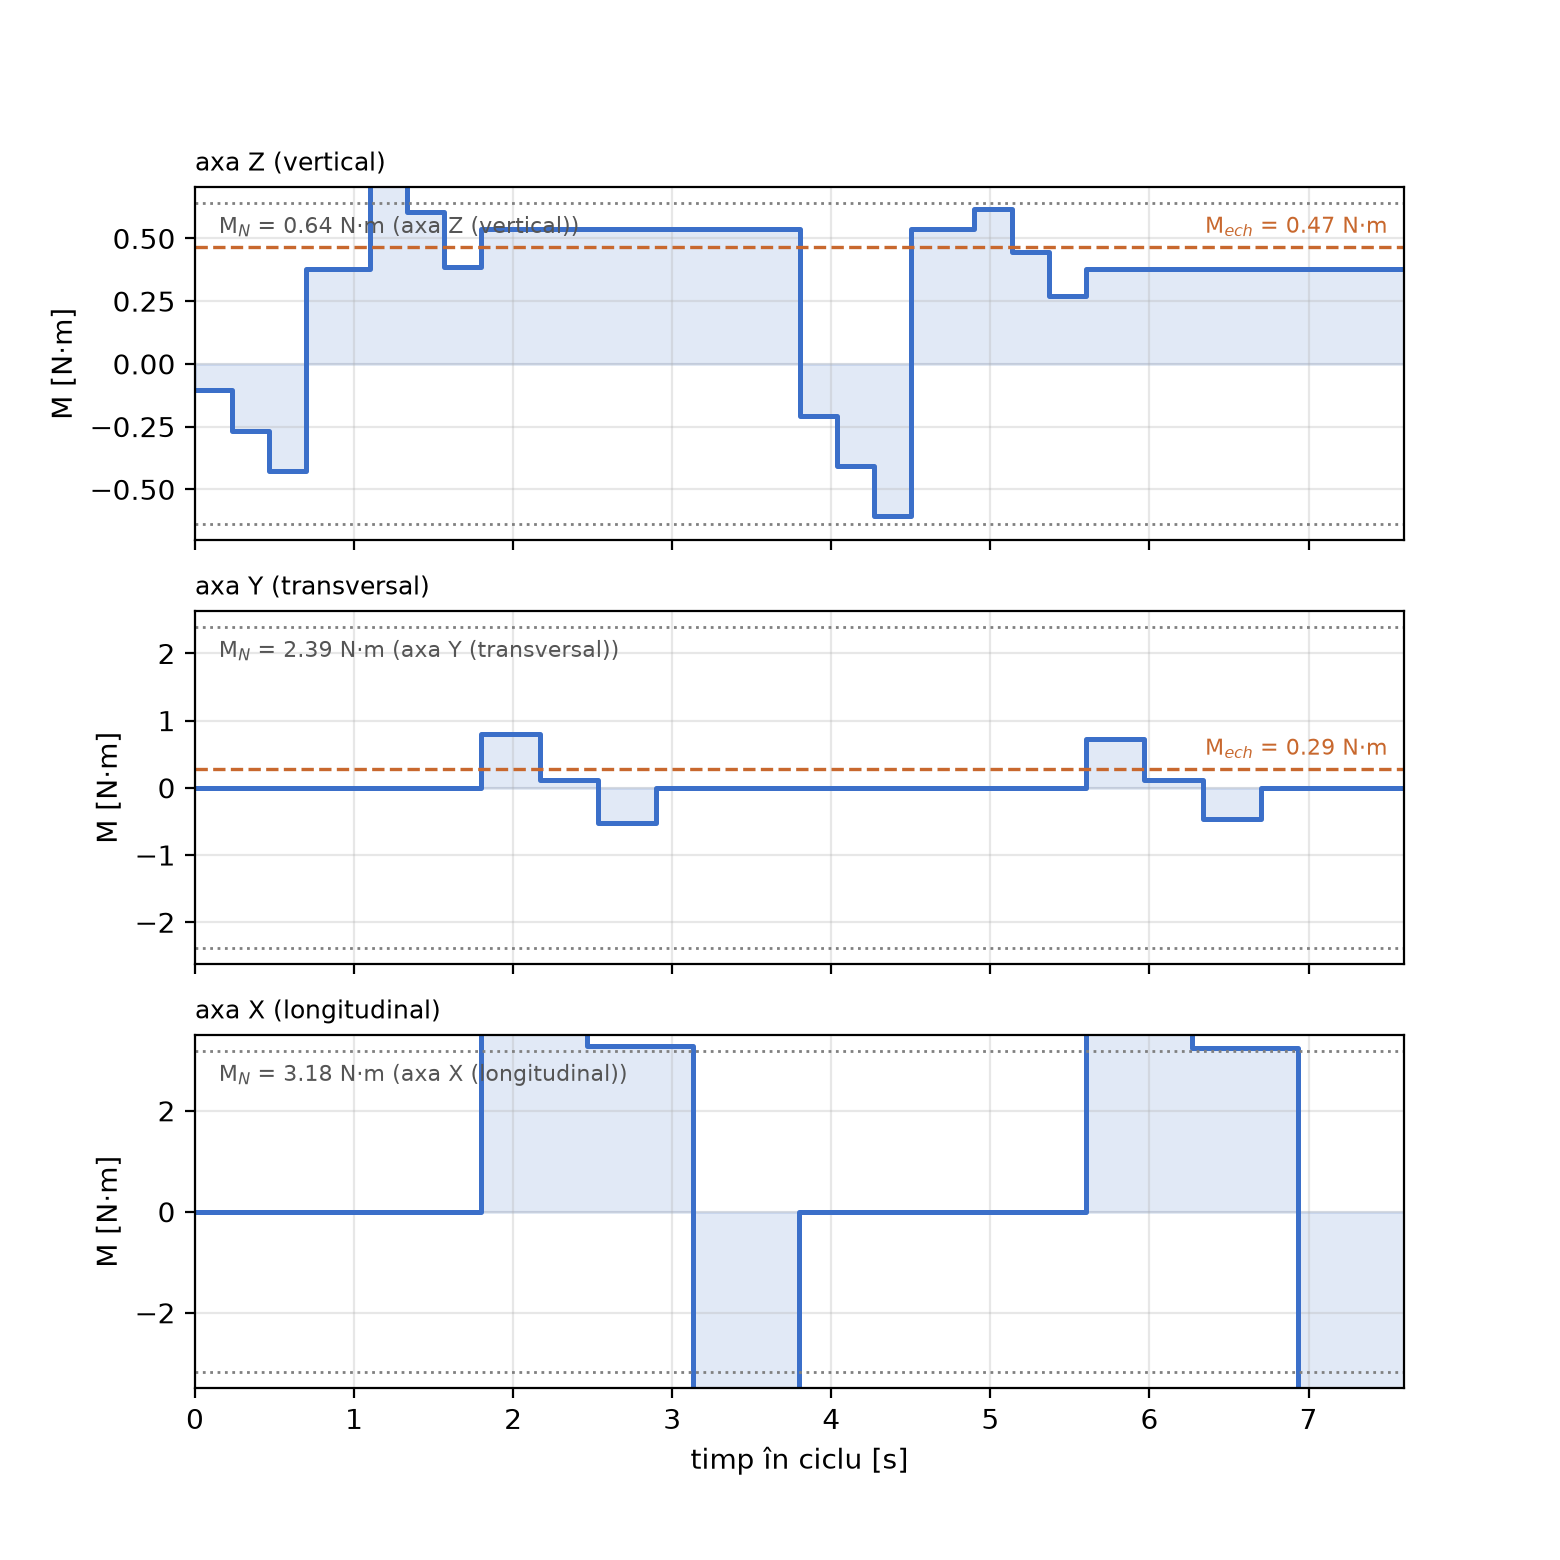 axa Z (vertical)
M_N = 0.64 N·m (axa Z (vertical))
M_ech = 0.47 N·m
0.50
0.25
0.00
−0.25
−0.50
M [N·m]
axa Y (transversal)
M_N = 2.39 N·m (axa Y (transversal))
M_ech = 0.29 N·m
2
1
0
−1
−2
M [N·m]
axa X (longitudinal)
M_N = 3.18 N·m (axa X (longitudinal))
2
0
−2
M [N·m]
0 1 2 3 4 5 6 7
timp în ciclu [s]